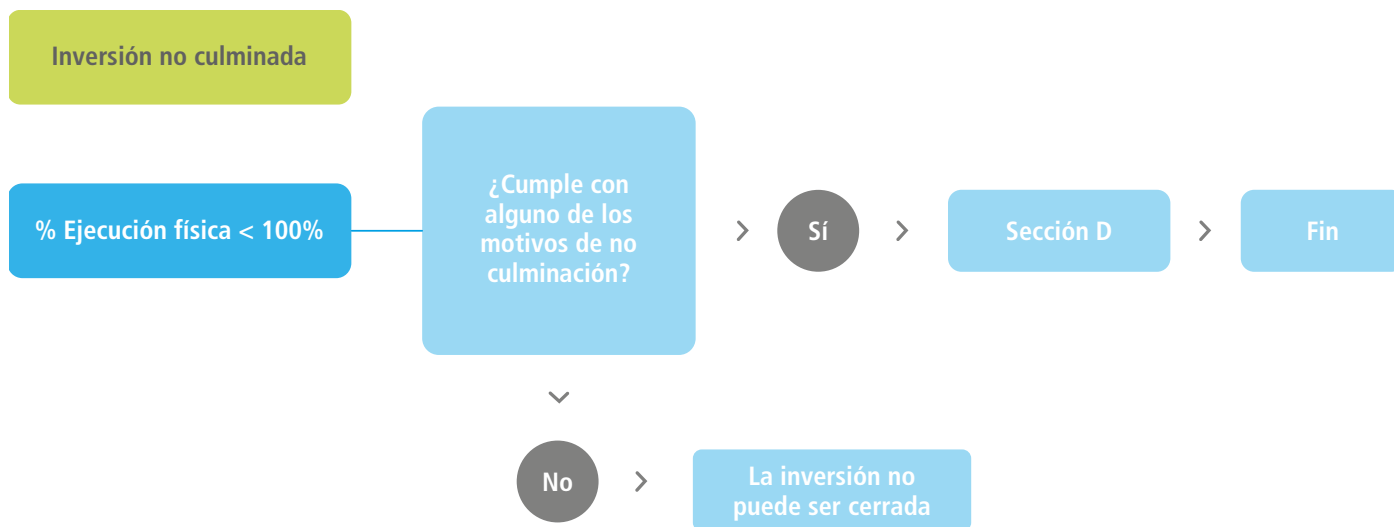 Inversión no culminada
% Ejecución física < 100%
¿Cumple con
alguno de los
motivos de no
culminación?
Sí
Sección D
Fin
No
La inversión no
puede ser cerrada